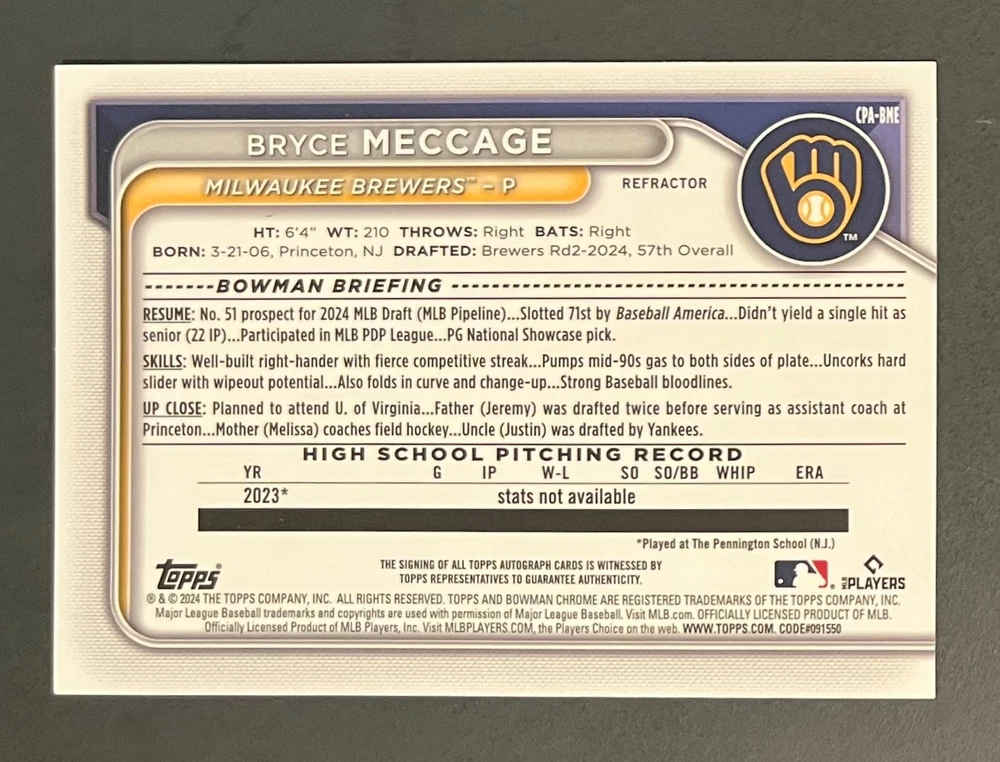 CPA-BME
BRYCE MECCAGE
MILWAUKEE BREWERS™ – P
REFRACTOR
TM
HT: 6'4" WT: 210 THROWS: Right BATS: Right
BORN: 3-21-06, Princeton, NJ DRAFTED: Brewers Rd2-2024, 57th Overall
BOWMAN BRIEFING
RESUME: No. 51 prospect for 2024 MLB Draft (MLB Pipeline)...Slotted 71st by Baseball America...Didn't yield a single hit as
senior (22 IP)...Participated in MLB PDP League...PG National Showcase pick.
SKILLS: Well-built right-hander with fierce competitive streak...Pumps mid-90s gas to both sides of plate...Uncorks hard
slider with wipeout potential...Also folds in curve and change-up...Strong Baseball bloodlines.
UP CLOSE: Planned to attend U. of Virginia...Father (Jeremy) was drafted twice before serving as assistant coach at
Princeton...Mother (Melissa) coaches field hockey...Uncle (Justin) was drafted by Yankees.
HIGH SCHOOL PITCHING RECORD
YR G IP W-L SO SO/BB WHIP ERA
2023* stats not available
*Played at The Pennington School (N.J.)
Topps®
THE SIGNING OF ALL TOPPS AUTOGRAPH CARDS IS WITNESSED BY
TOPPS REPRESENTATIVES TO GUARANTEE AUTHENTICITY.
MLB PLAYERS
® & © 2024 THE TOPPS COMPANY, INC. ALL RIGHTS RESERVED. TOPPS AND BOWMAN CHROME ARE REGISTERED TRADEMARKS OF THE TOPPS COMPANY, INC.
Major League Baseball trademarks and copyrights are used with permission of Major League Baseball. Visit MLB.com. OFFICIALLY LICENSED PRODUCT OF MLB.
Officially Licensed Product of MLB Players, Inc. Visit MLBPLAYERS.COM, the Players Choice on the web. WWW.TOPPS.COM. CODE#091550